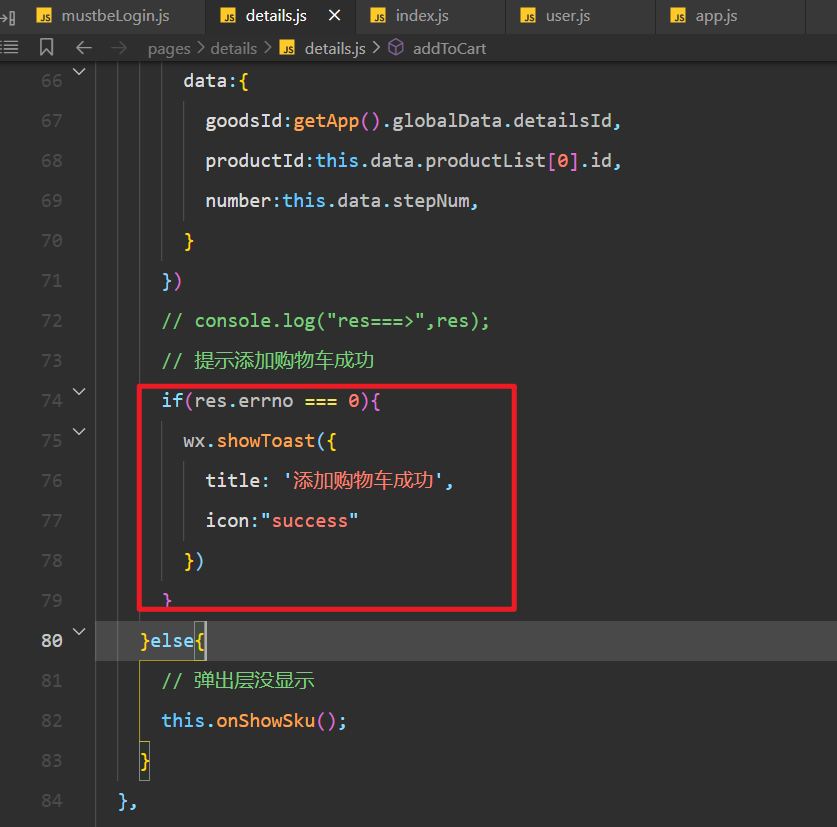 JS mustbeLogin.js JS details.js × JS index.js JS user.js JS app.js
pages > details > JS details.js > addToCart
66 data:{
67 goodsId:getApp().globalData.detailsId,
68 productId:this.data.productList[0].id,
69 number:this.data.stepNum,
70 }
71 })
72 // console.log("res===>",res);
73 // 提示添加购物车成功
74 if(res.errno === 0){
75 wx.showToast({
76 title: '添加购物车成功',
77 icon:"success"
78 })
79 }
80 }else{
81 // 弹出层没显示
82 this.onShowSku();
83 }
84 },